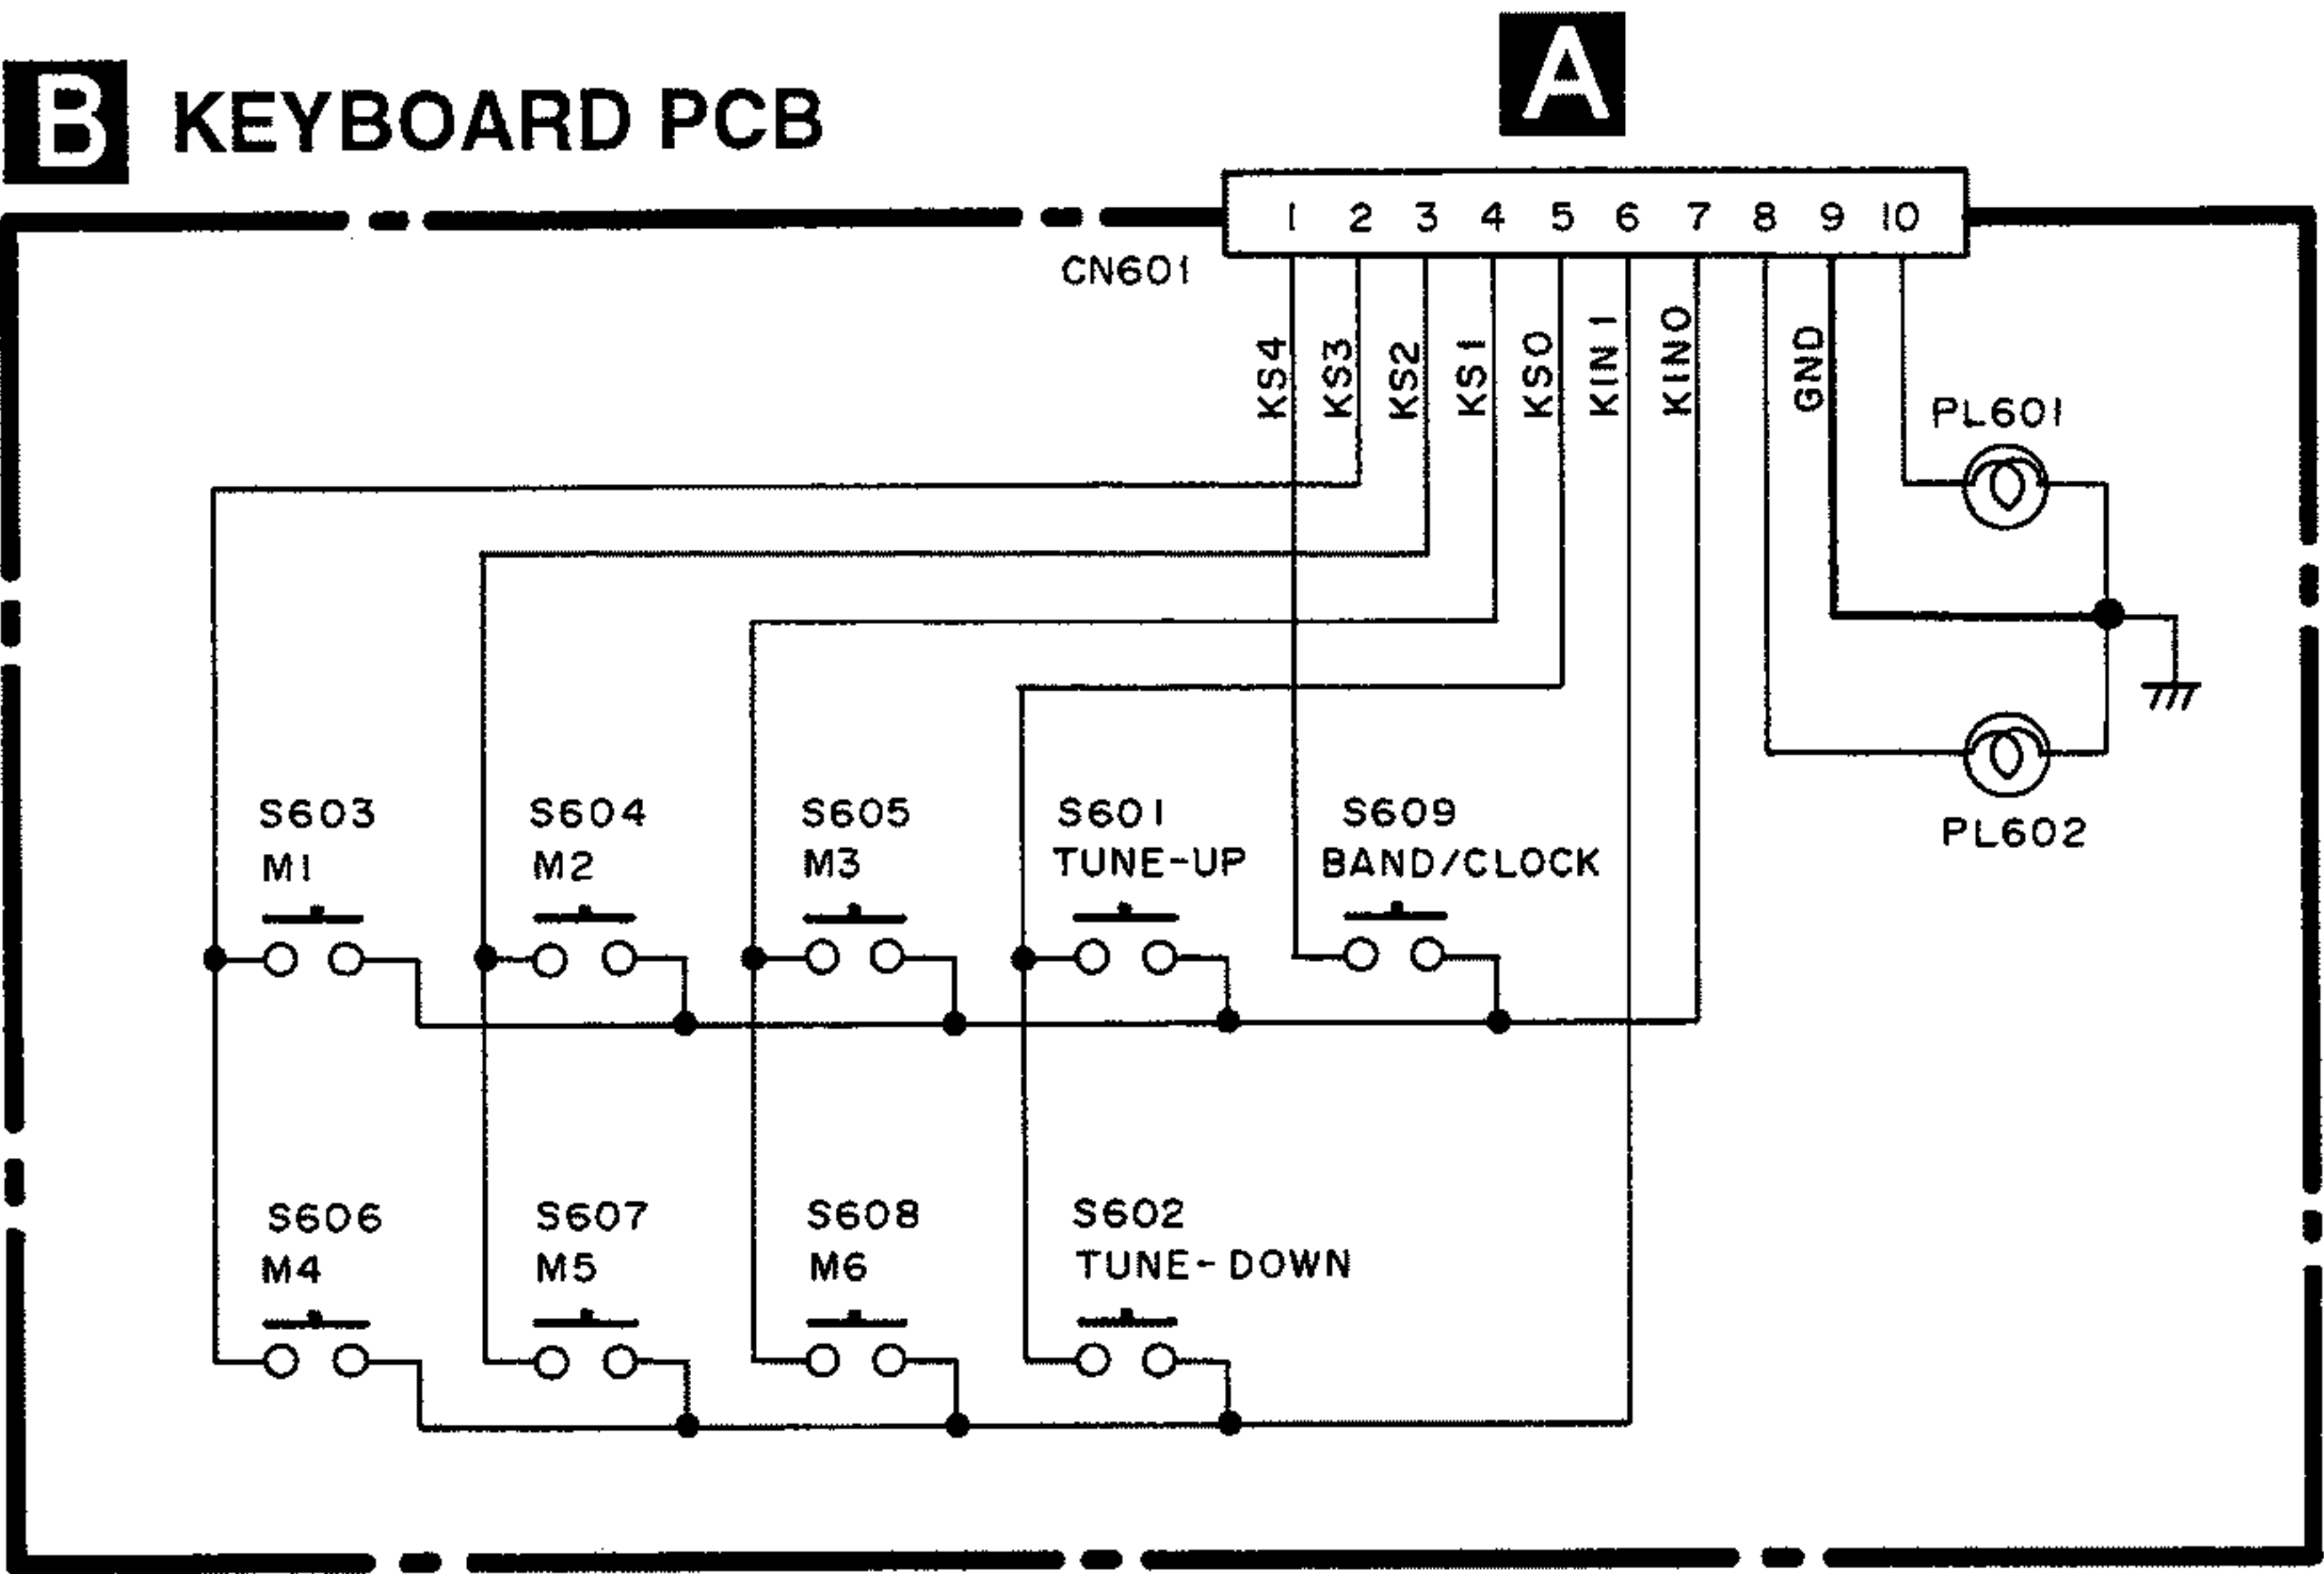 A
B KEYBOARD PCB
1 2 3 4 5 6 7 8 9 10
CN601
KS4
KS3
KS2
KS1
KS0
KIN1
KIN0
GND
PL601
PL602
S603
M1
S604
M2
S605
M3
S601
TUNE-UP
S609
BAND/CLOCK
S606
M4
S607
M5
S608
M6
S602
TUNE-DOWN